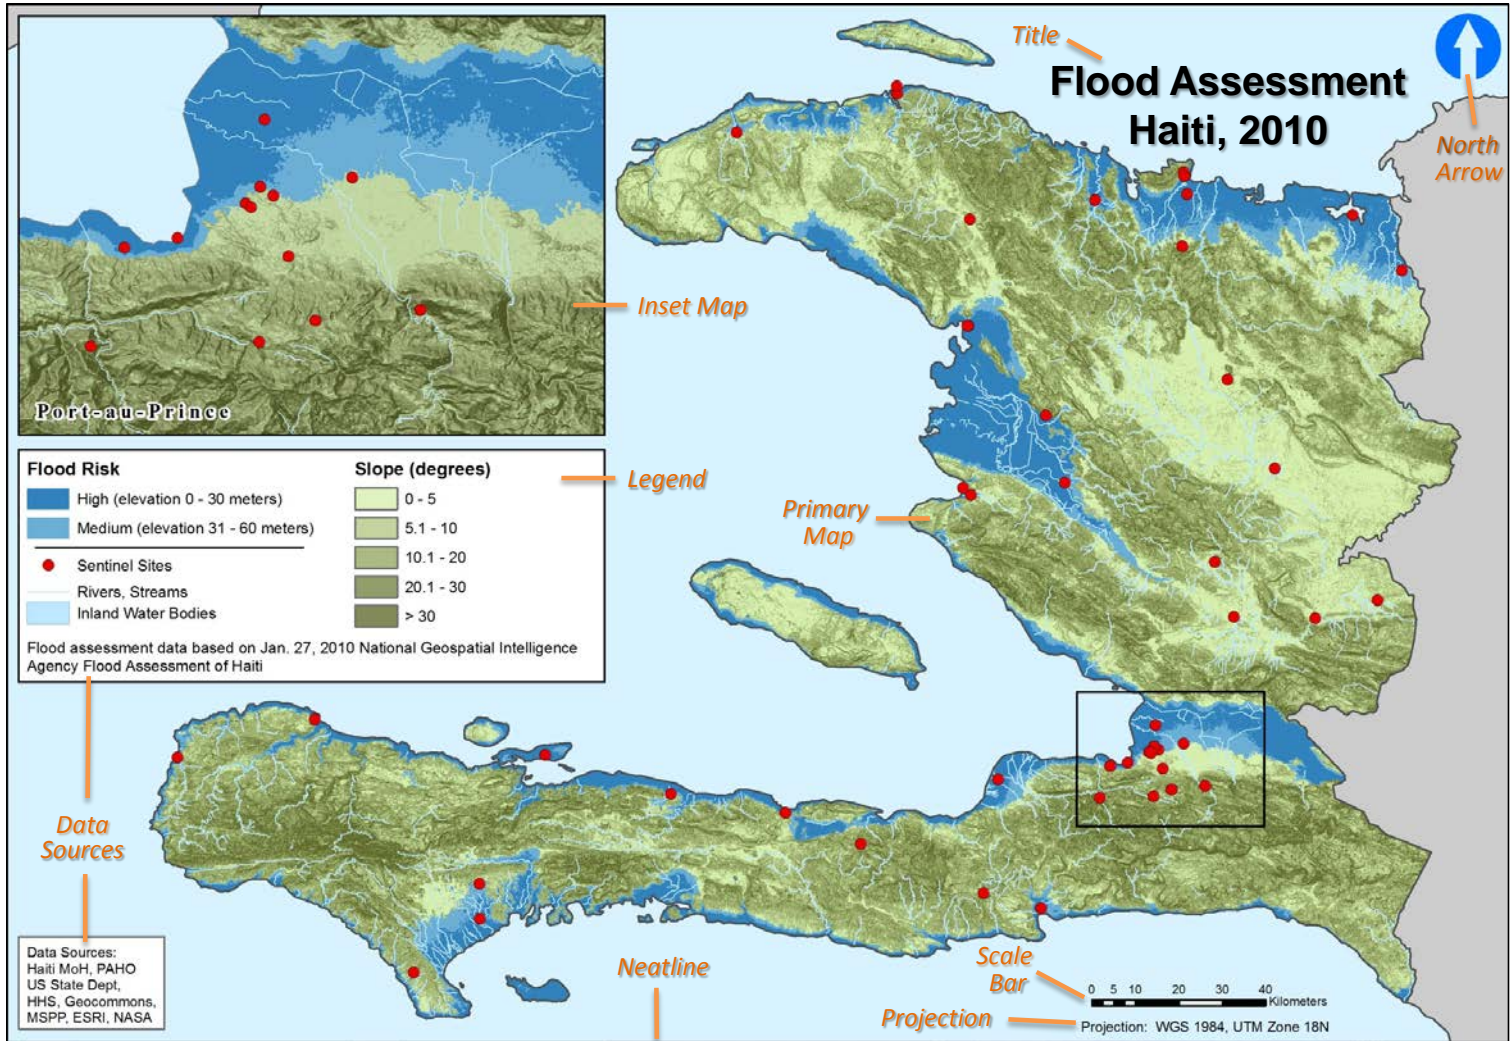 Title
Flood Assessment
Haiti, 2010
North
Arrow
Inset Map
Port-au-Prince
Flood Risk
High (elevation 0 - 30 meters)
Medium (elevation 31 - 60 meters)
Sentinel Sites
Rivers, Streams
Inland Water Bodies
Slope (degrees)
0 - 5
5.1 - 10
10.1 - 20
20.1 - 30
> 30
Flood assessment data based on Jan. 27, 2010 National Geospatial Intelligence
Agency Flood Assessment of Haiti
Legend
Primary
Map
Data
Sources
Data Sources:
Haiti MoH, PAHO
US State Dept,
HHS, Geocommons,
MSPP, ESRI, NASA
Neatline
Scale
Bar
0 5 10 20 30 40
Kilometers
Projection
Projection: WGS 1984, UTM Zone 18N